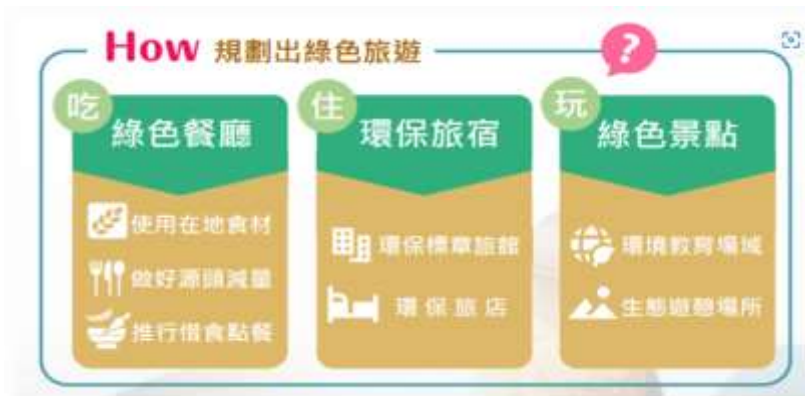 How 規劃出綠色旅遊
?
吃
綠色餐廳
使用在地食材
做好源頭減量
推行惜食點餐
住
環保旅宿
環保標章旅館
環保旅店
玩
綠色景點
環境教育場域
生態遊憩場所